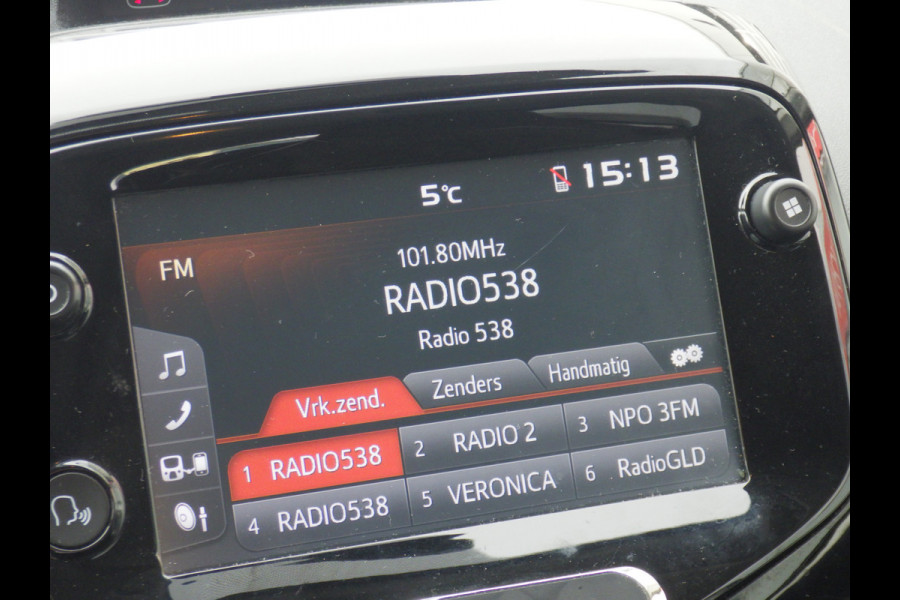 5°C 15:13
FM
101.80MHz
RADIO538
Radio 538
Vrk.zend. Zenders Handmatig
1 RADIO538 2 RADIO 2 3 NPO 3FM
4 RADIO538 5 VERONICA 6 RadioGLD